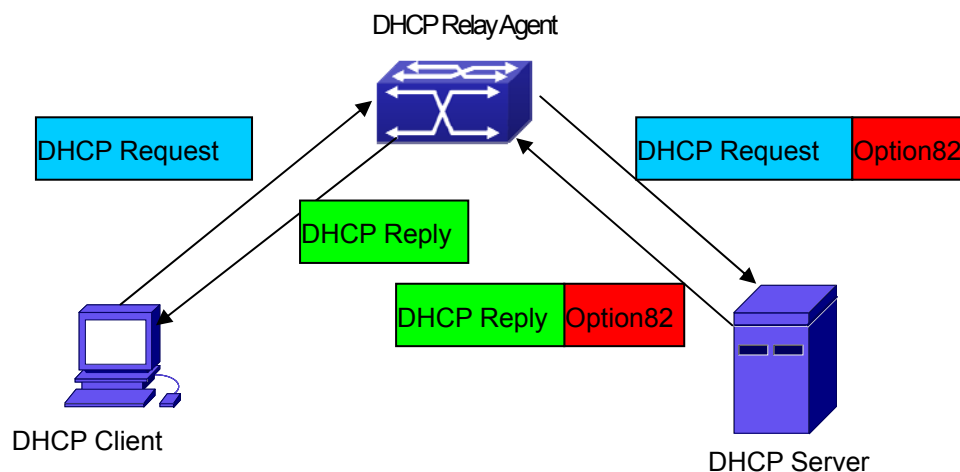 DHCP Relay Agent
DHCP Request
DHCP Request Option82
DHCP Reply
DHCP Reply Option82
DHCP Client
DHCP Server